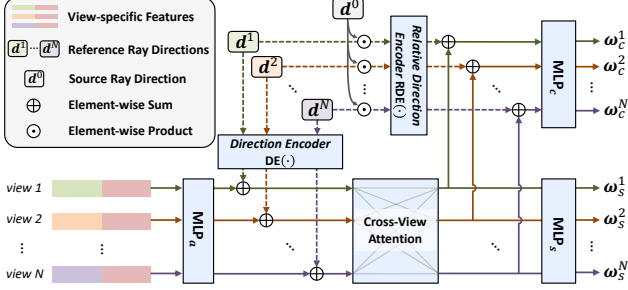 View-specific Features
d¹ ... dᴺ Reference Ray Directions
d⁰ Source Ray Direction
⊕ Element-wise Sum
⊙ Element-wise Product
d⁰
d¹
d²
dᴺ
Relative Direction
Encoder RDE(·)
MLP_c
ω_c¹
ω_c²
ω_cᴺ
Direction Encoder
DE(·)
view 1
view 2
view N
MLP_a
Cross-View
Attention
MLP_s
ω_s¹
ω_s²
ω_sᴺ